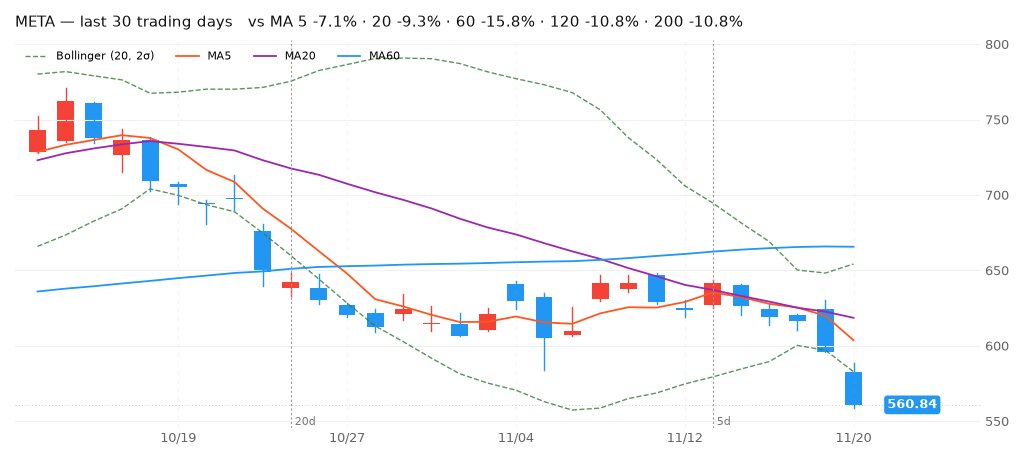 META — last 30 trading days vs MA 5 -7.1% · 20 -9.3% · 60 -15.8% · 120 -10.8% · 200 -10.8%
Bollinger (20, 2σ) MA5 MA20 MA60
800
750
700
650
600
560.84
550
20d 5d
10/19 10/27 11/04 11/12 11/20